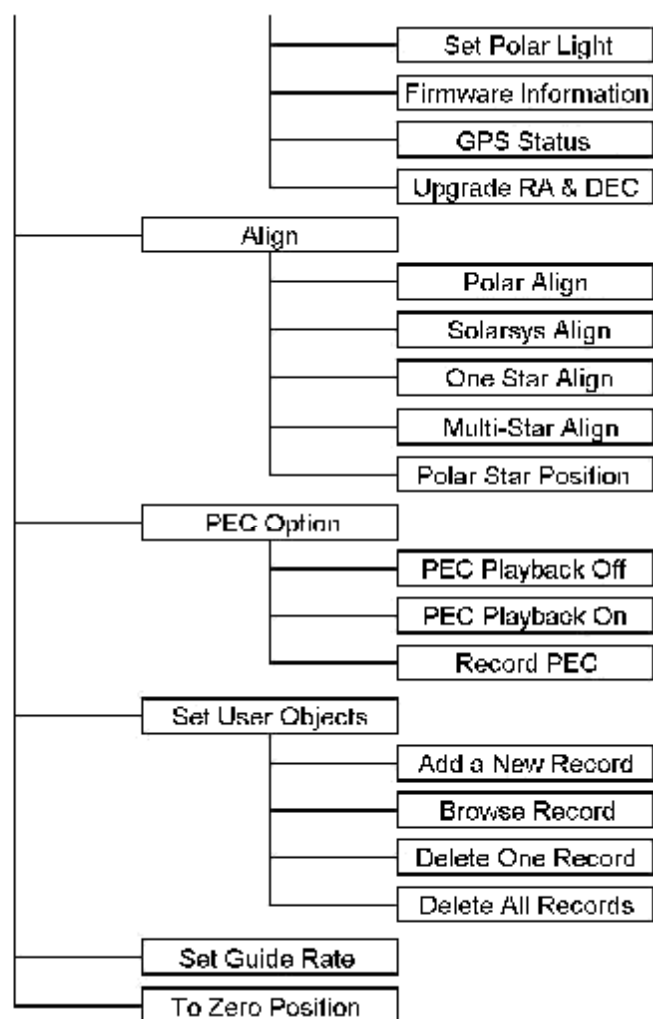 Set Polar Light
Firmware Information
GPS Status
Upgrade RA & DEC
Align
Polar Align
Solarsys Align
One Star Align
Multi-Star Align
Polar Star Position
PEC Option
PEC Playback Off
PEC Playback On
Record PEC
Set User Objects
Add a New Record
Browse Record
Delete One Record
Delete All Records
Set Guide Rate
To Zero Position